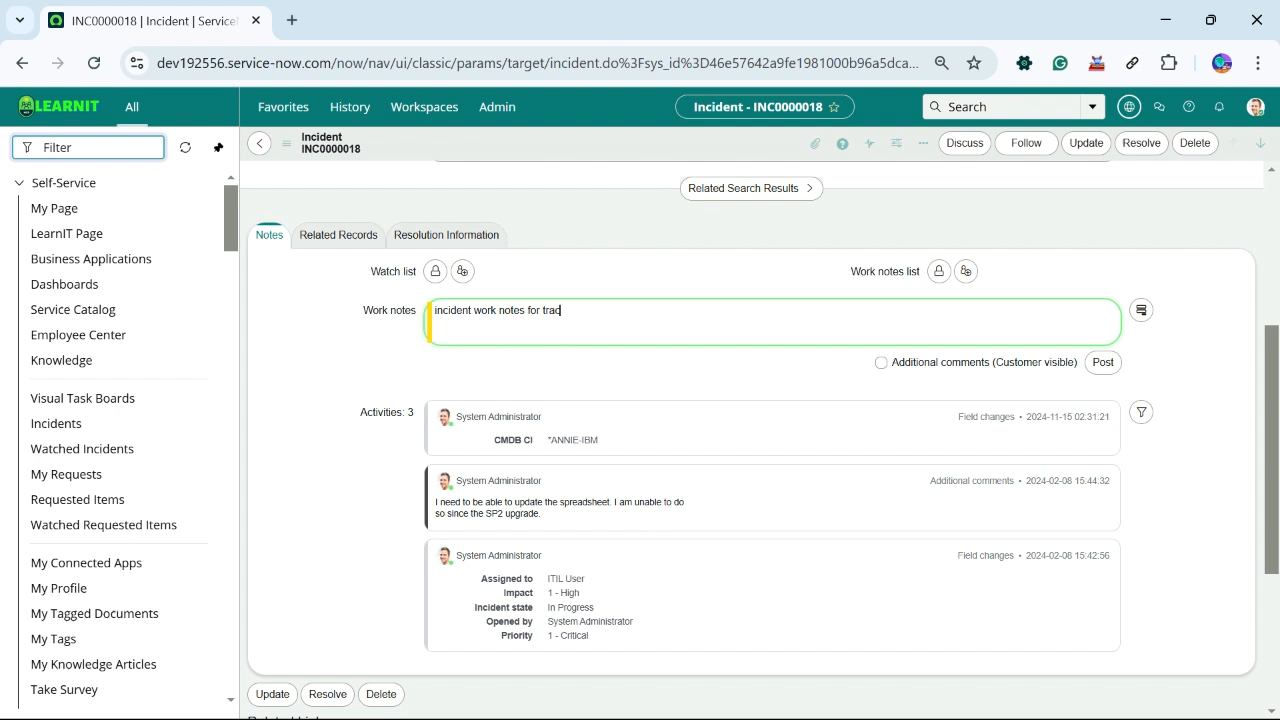 INC0000018 | Incident | Service
dev192556.service-now.com/now/nav/ui/classic/params/target/incident.do%3Fsys_id%3D46e57642a9fe1981000b96a5dca...
LEARNIT
All
Favorites
History
Workspaces
Admin
Incident - INC0000018
Search
Filter
Incident
INC0000018
Discuss
Follow
Update
Resolve
Delete
Self-Service
My Page
LearnIT Page
Business Applications
Dashboards
Service Catalog
Employee Center
Knowledge
Visual Task Boards
Incidents
Watched Incidents
My Requests
Requested Items
Watched Requested Items
My Connected Apps
My Profile
My Tagged Documents
My Tags
My Knowledge Articles
Take Survey
Related Search Results
Notes
Related Records
Resolution Information
Watch list
Work notes list
Work notes
incident work notes for trac
Additional comments (Customer visible)
Post
Activities: 3
System Administrator
Field changes • 2024-11-15 02:31:21
CMDB CI *ANNIE-IBM
System Administrator
Additional comments • 2024-02-08 15:44:32
I need to be able to update the spreadsheet. I am unable to do
so since the SP2 upgrade.
System Administrator
Field changes • 2024-02-08 15:42:56
Assigned to ITIL User
Impact 1 - High
Incident state In Progress
Opened by System Administrator
Priority 1 - Critical
Update
Resolve
Delete